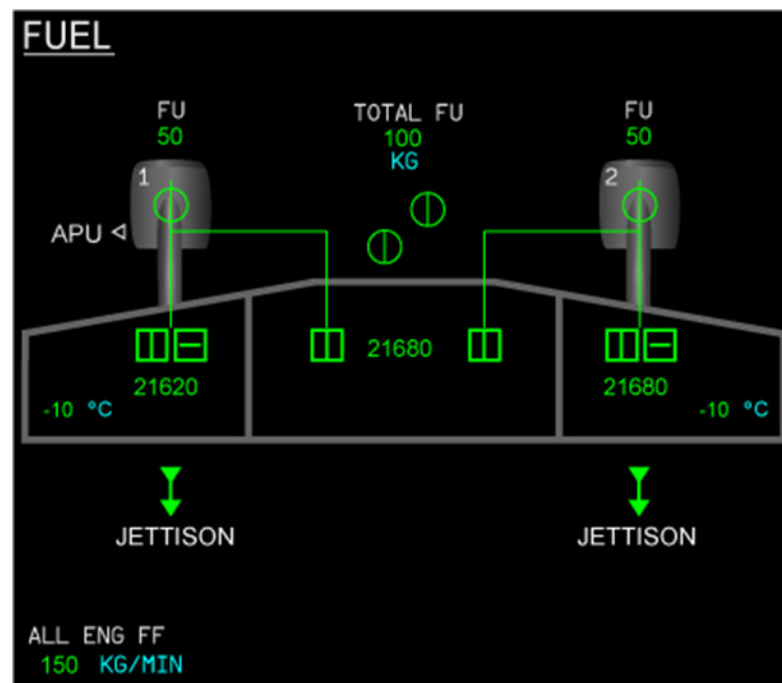 FUEL
FU TOTAL FU FU
50 100 50
KG
1 2
APU
21680
21620 21680
-10 °C -10 °C
JETTISON JETTISON
ALL ENG FF
150 KG/MIN